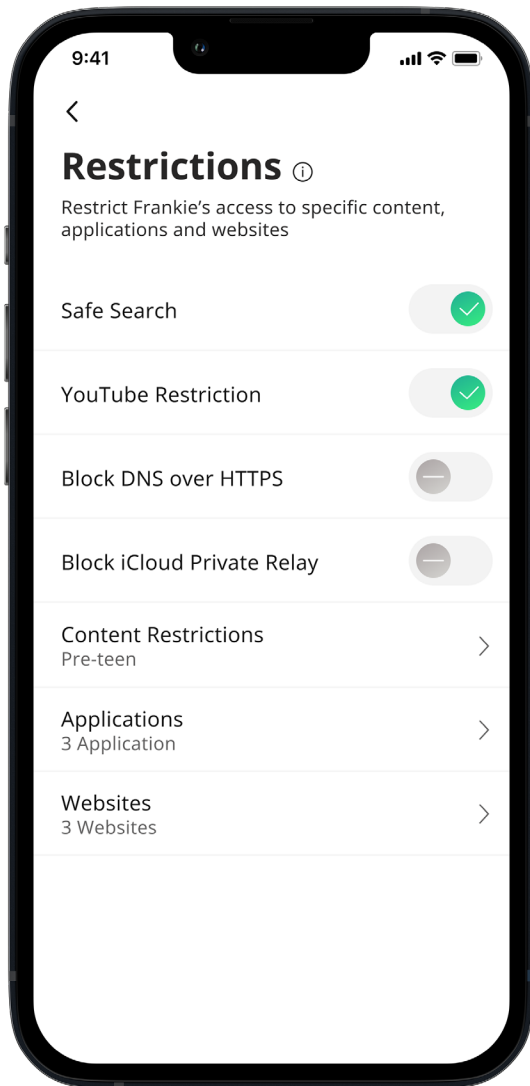 9:41
Restrictions
Restrict Frankie’s access to specific content,
applications and websites
Safe Search
YouTube Restriction
Block DNS over HTTPS
Block iCloud Private Relay
Content Restrictions
Pre-teen
Applications
3 Application
Websites
3 Websites